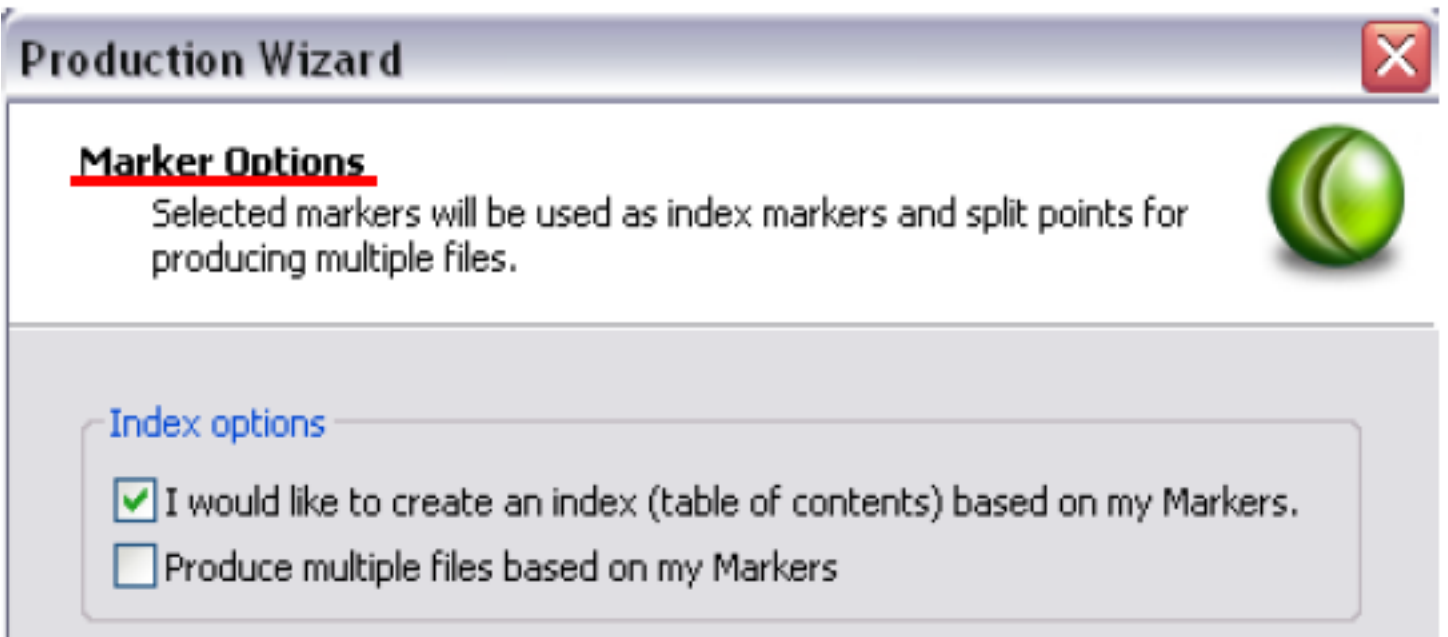 Production Wizard
Marker Options
Selected markers will be used as index markers and split points for
producing multiple files.
Index options
I would like to create an index (table of contents) based on my Markers.
Produce multiple files based on my Markers